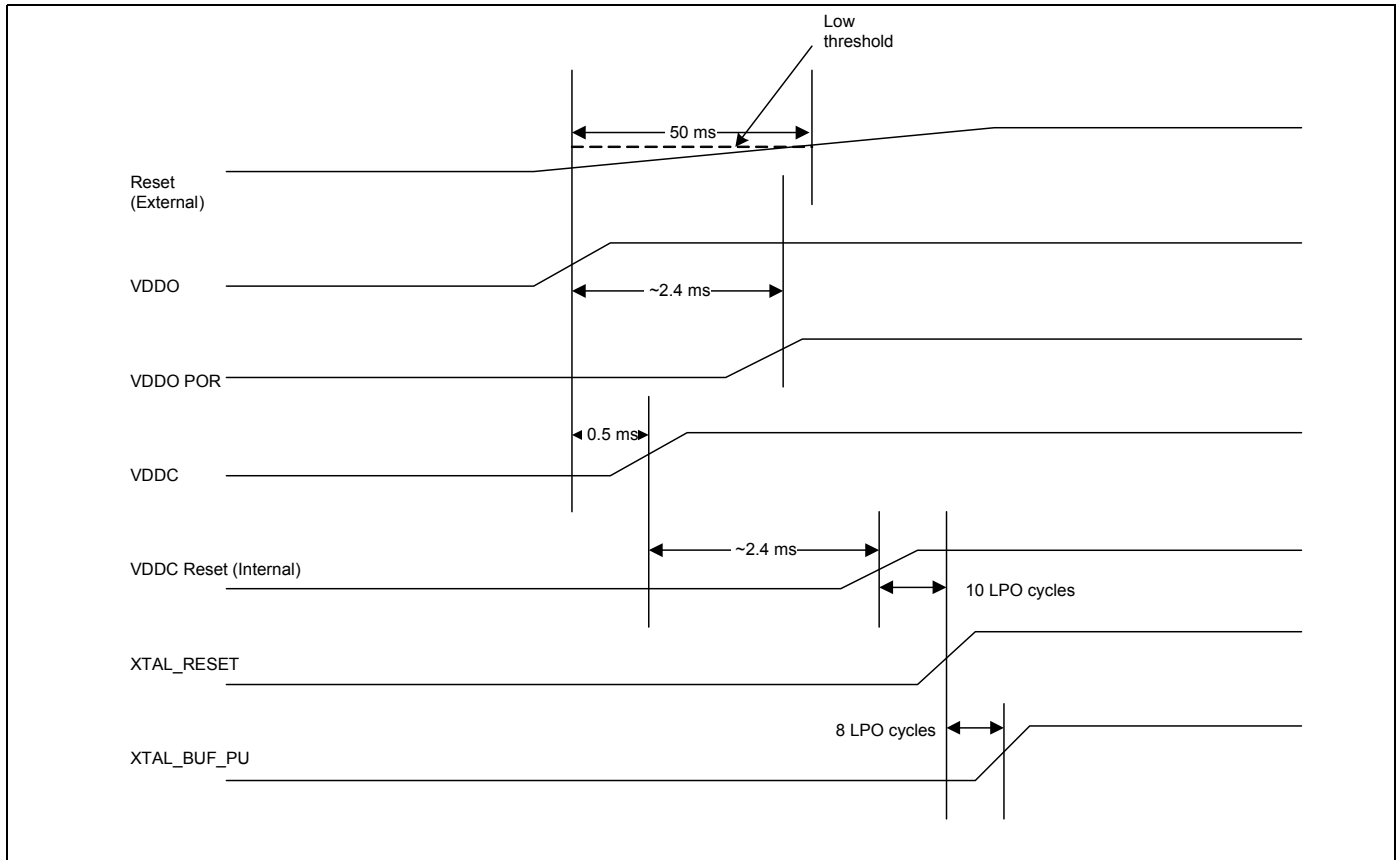 Low
threshold
50 ms
Reset
(External)
VDDO
~2.4 ms
VDDO POR
0.5 ms
VDDC
~2.4 ms
VDDC Reset (Internal)
10 LPO cycles
XTAL_RESET
8 LPO cycles
XTAL_BUF_PU